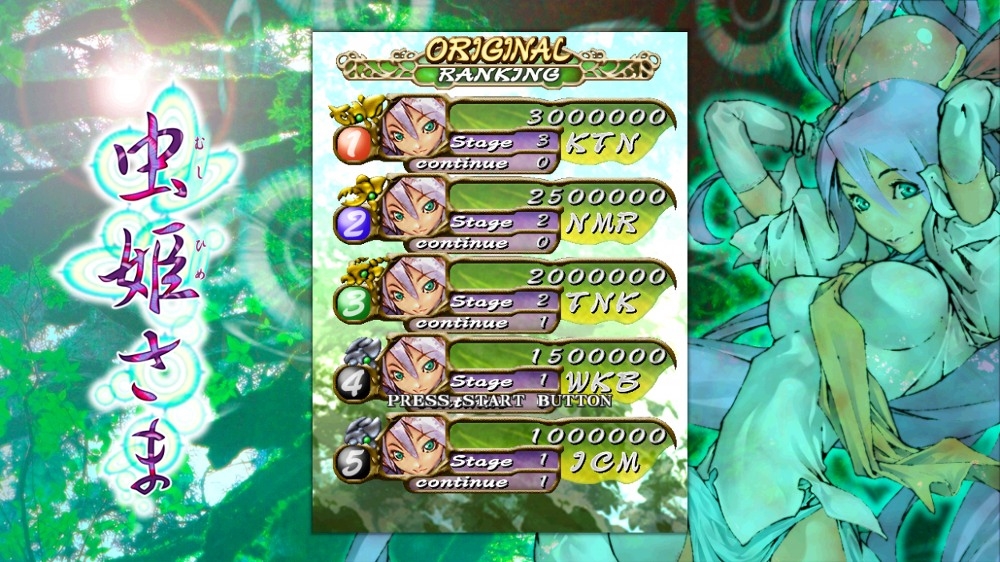 虫姫さま
むし
ひめ
ORIGINAL
RANKING
1
3000000
Stage 3 KTN
continue 0
2
2500000
Stage 2 NMR
continue 0
3
2000000
Stage 2 TNK
continue 1
4
1500000
Stage 1 WKB
PRESS START BUTTON
5
1000000
Stage 1 ICM
continue 1